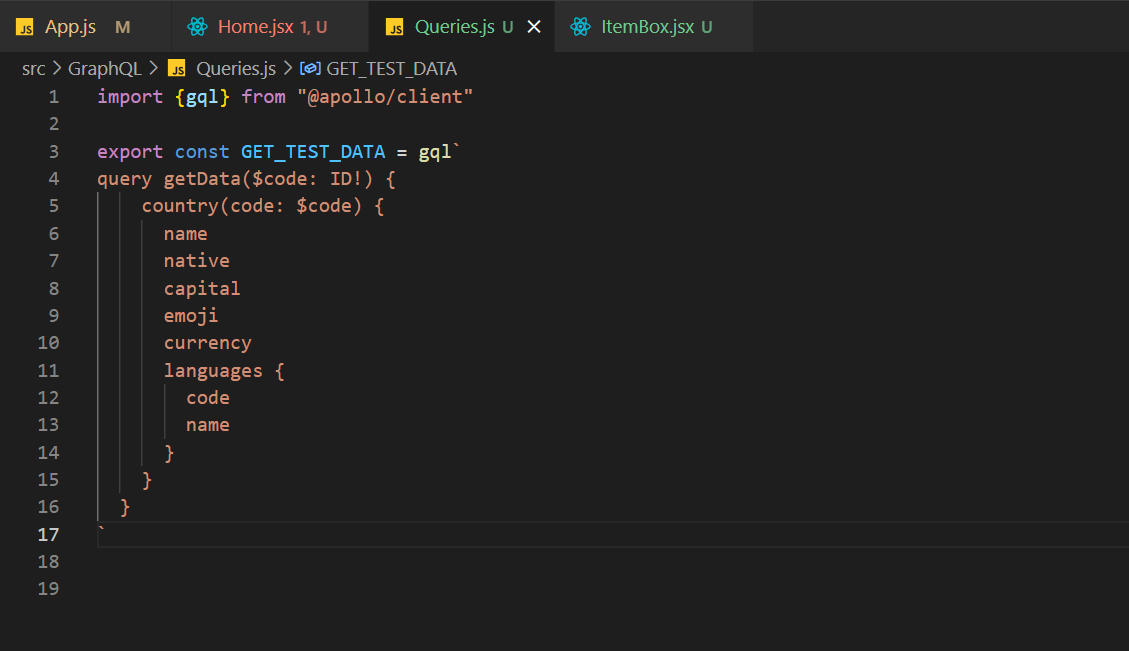 JS App.js M Home.jsx 1, U JS Queries.js U ItemBox.jsx U
src > GraphQL > JS Queries.js > GET_TEST_DATA
1 import {gql} from "@apollo/client"
2
3 export const GET_TEST_DATA = gql`
4 query getData($code: ID!) {
5 country(code: $code) {
6 name
7 native
8 capital
9 emoji
10 currency
11 languages {
12 code
13 name
14 }
15 }
16 }
17 `
18
19